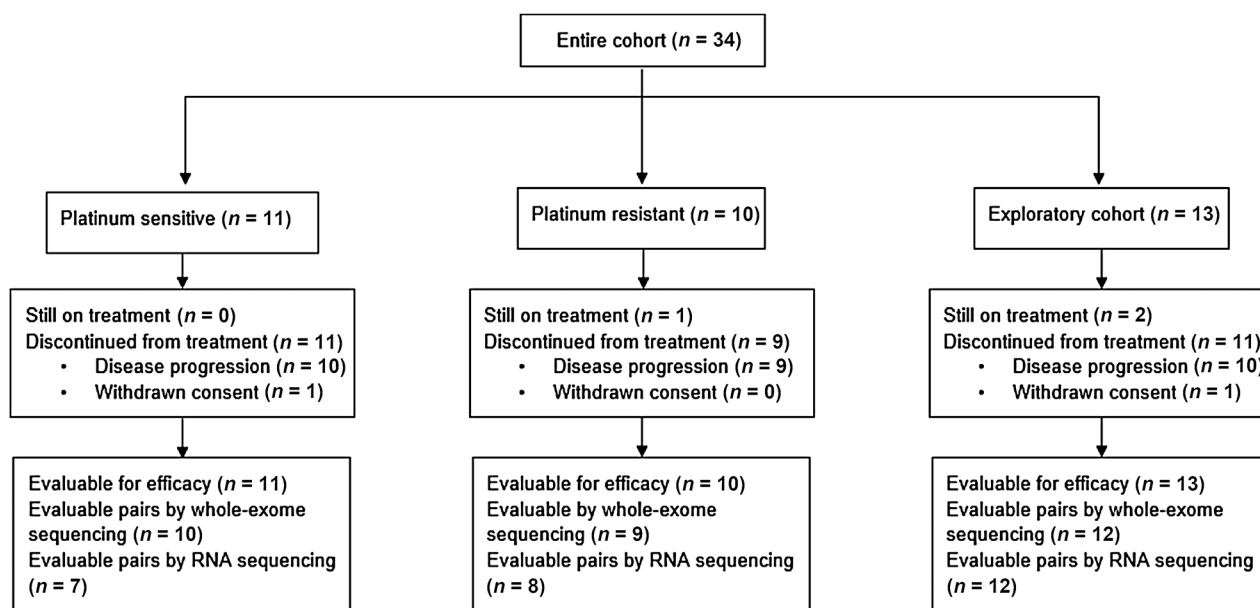 Entire cohort (n = 34)
Platinum sensitive (n = 11)
Platinum resistant (n = 10)
Exploratory cohort (n = 13)
Still on treatment (n = 0)
Discontinued from treatment (n = 11)
• Disease progression (n = 10)
• Withdrawn consent (n = 1)
Still on treatment (n = 1)
Discontinued from treatment (n = 9)
• Disease progression (n = 9)
• Withdrawn consent (n = 0)
Still on treatment (n = 2)
Discontinued from treatment (n = 11)
• Disease progression (n = 10)
• Withdrawn consent (n = 1)
Evaluable for efficacy (n = 11)
Evaluable pairs by whole-exome
sequencing (n = 10)
Evaluable pairs by RNA sequencing
(n = 7)
Evaluable for efficacy (n = 10)
Evaluable by whole-exome
sequencing (n = 9)
Evaluable pairs by RNA sequencing
(n = 8)
Evaluable for efficacy (n = 13)
Evaluable pairs by whole-exome
sequencing (n = 12)
Evaluable pairs by RNA sequencing
(n = 12)